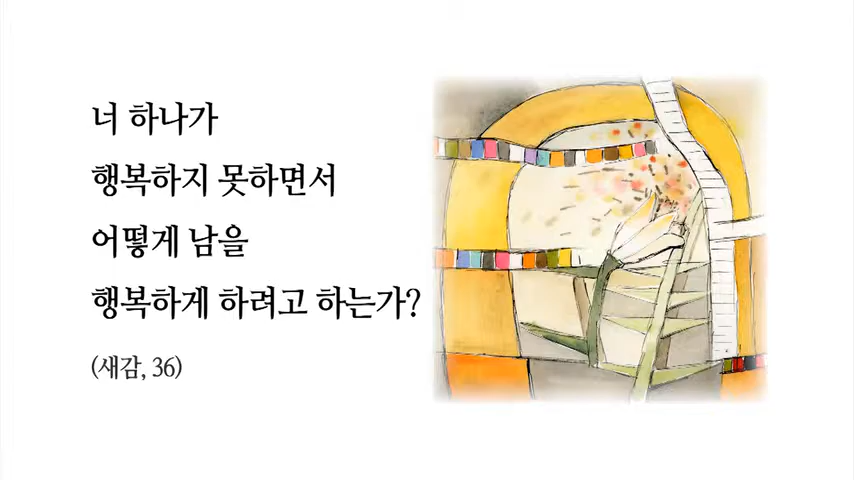 너 하나가
행복하지 못하면서
어떻게 남을
행복하게 하려고 하는가?
(새감, 36)